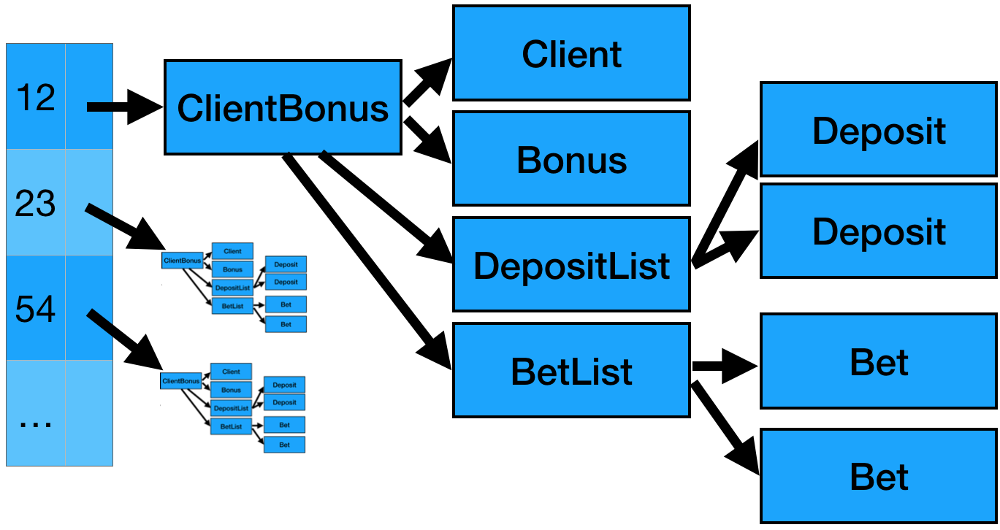 12
23
54
...
ClientBonus
Client
Bonus
DepositList
BetList
Deposit
Deposit
Bet
Bet
ClientBonus
Client
Bonus
DepositList
BetList
Deposit
Deposit
Bet
Bet
ClientBonus
Client
Bonus
DepositList
BetList
Deposit
Deposit
Bet
Bet